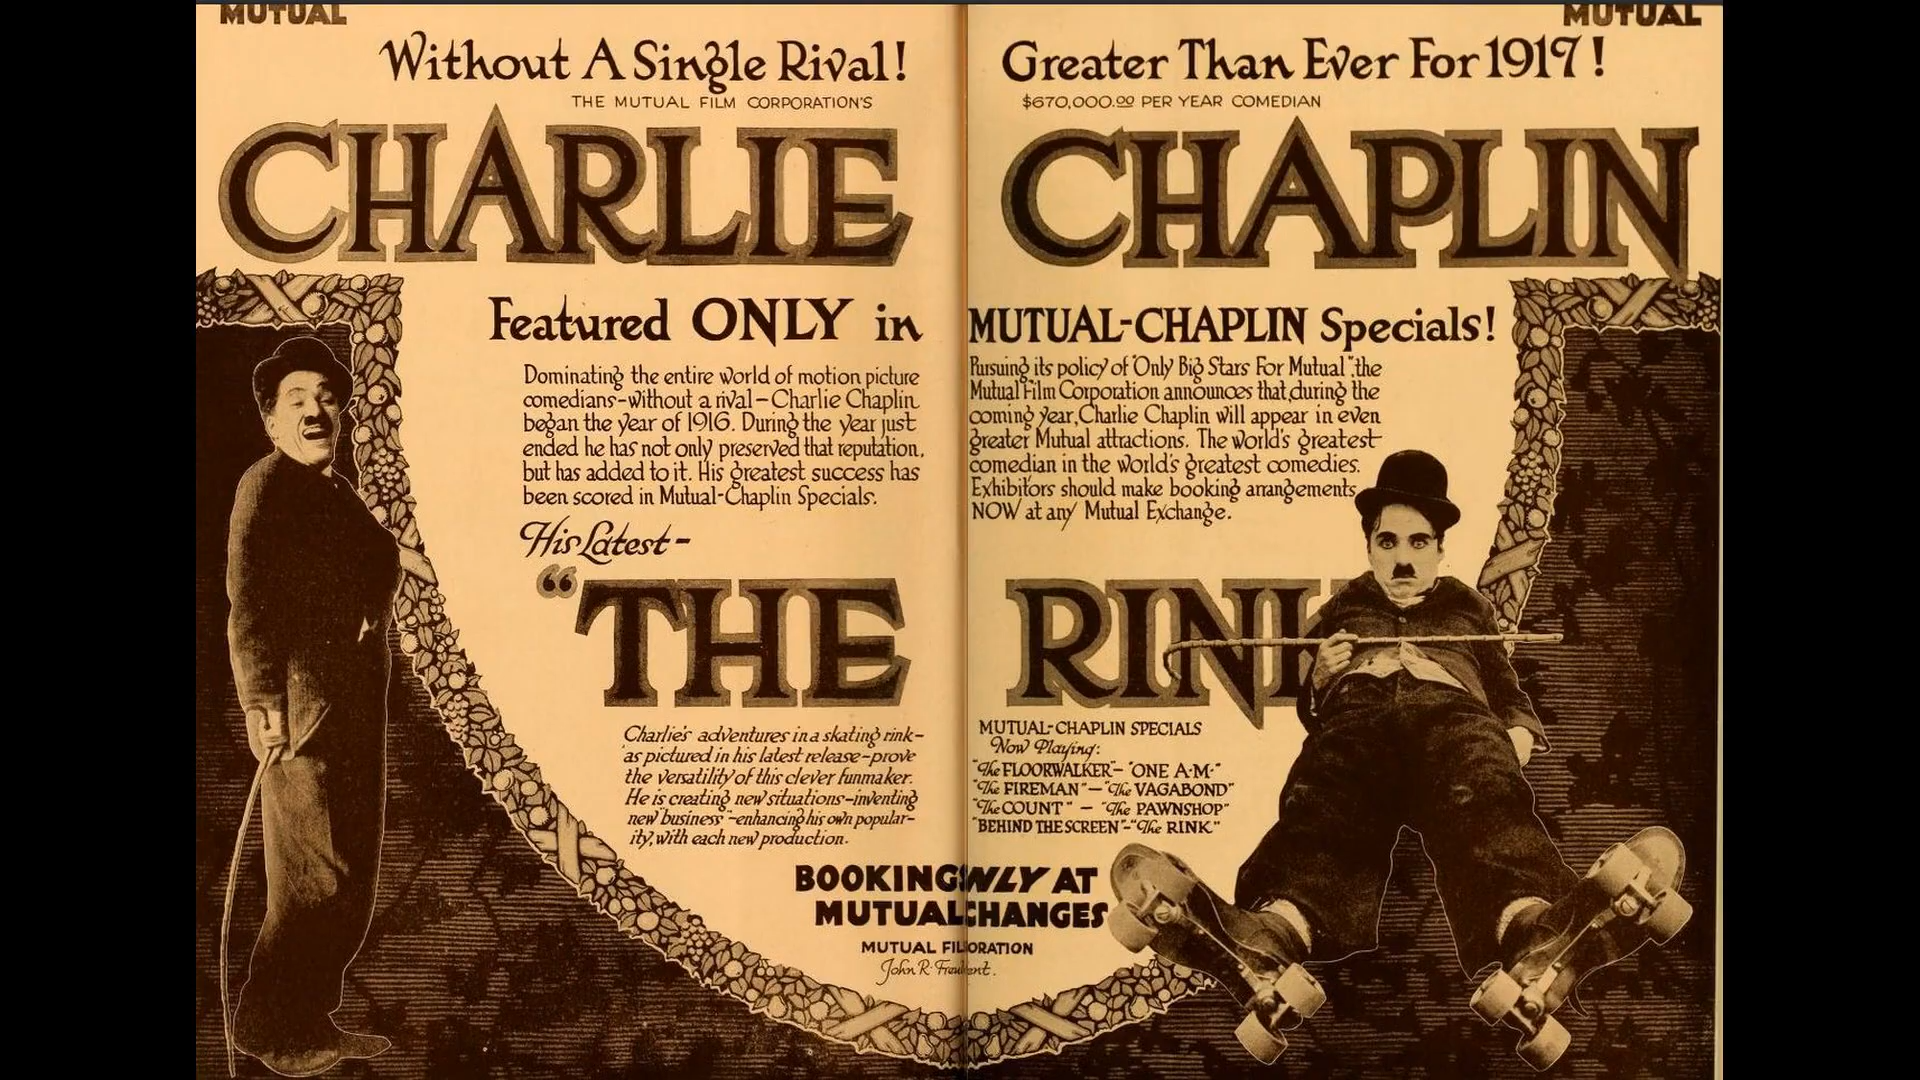 MUTUAL MUTUAL
Without A Single Rival! Greater Than Ever For 1917!
THE MUTUAL FILM CORPORATION'S $670,000.00 PER YEAR COMEDIAN
CHARLIE CHAPLIN
Featured ONLY in MUTUAL-CHAPLIN Specials!
Dominating the entire world of motion picture
comedians-without a rival-Charlie Chaplin
began the year of 1916. During the year just
ended he has not only preserved that reputation,
but has added to it. His greatest success has
been scored in Mutual-Chaplin Specials.
Pursuing its policy of "Only Big Stars For Mutual", the
Mutual Film Corporation announces that, during the
coming year, Charlie Chaplin will appear in even
greater Mutual attractions. The world's greatest
comedian in the world's greatest comedies.
Exhibitors should make booking arrangements
NOW at any Mutual Exchange.
His Latest-
"THE RINK
Charlie's adventures in a skating rink-
as pictured in his latest release-prove
the versatility of this clever funmaker.
He is creating new situations-inventing
new "business"-enhancing his own popular-
ity, with each new production.
MUTUAL-CHAPLIN SPECIALS
Now Playing:
"The FLOORWALKER"- "ONE A.M."
"The FIREMAN"-"The VAGABOND"
"The COUNT" - "The PAWNSHOP"
"BEHIND THE SCREEN"-"The RINK"
BOOKING NLY AT
MUTUAL CHANGES
MUTUAL FIL ORATION
John R.